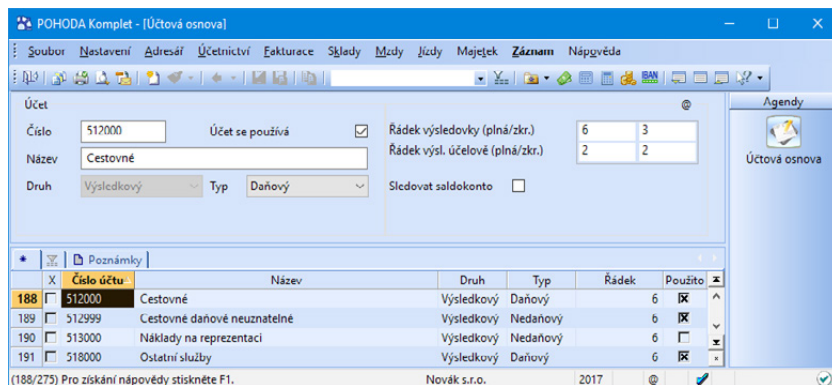 POHODA Komplet - [Účtová osnova]
Soubor Nastavení Adresář Účetnictví Fakturace Sklady Mzdy Jízdy Majetek Záznam Nápověda
IBAN
Účet @
Číslo 512000 Účet se používá Řádek výsledovky (plná/zkr.) 6 3
Název Cestovné Řádek výsl. účelové (plná/zkr.) 2 2
Druh Výsledkový Typ Daňový Sledovat saldokonto
Agendy
Účtová osnova
* Poznámky
X Číslo účtu Název Druh Typ Řádek Použito
188 512000 Cestovné Výsledkový Daňový 6
189 512999 Cestovné daňově neuznatelné Výsledkový Nedaňový 6
190 513000 Náklady na reprezentaci Výsledkový Nedaňový 6
191 518000 Ostatní služby Výsledkový Daňový 6
(188/275) Pro získání nápovědy stiskněte F1. Novák s.r.o. 2017 @